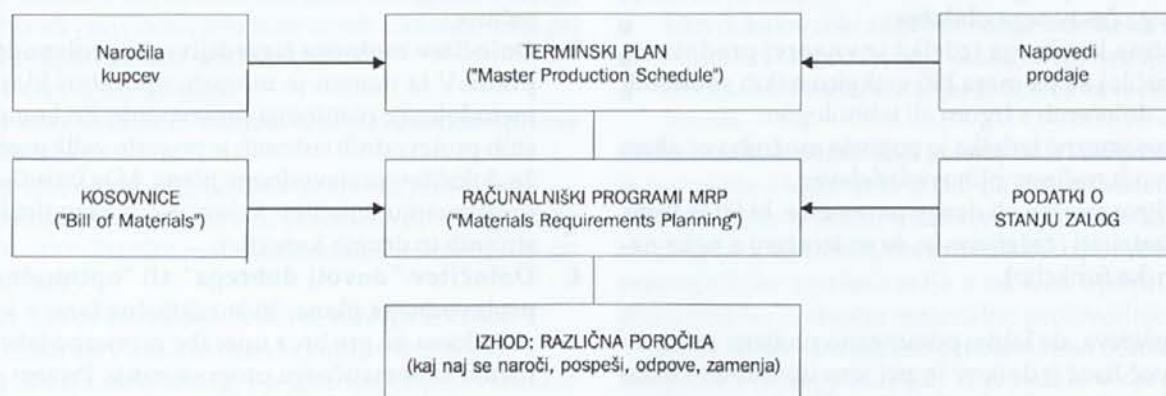 Naročila
kupcev
TERMINSKI PLAN
("Master Production Schedule")
Napovedi
prodaje
KOSOVNICE
("Bill of Materials")
RAČUNALNIŠKI PROGRAMI MRP
("Materials Requirements Planning")
PODATKI O
STANJU ZALOG
IZHOD: RAZLIČNA POROČILA
(kaj naj se naroči, pospeši, odpove, zamenja)